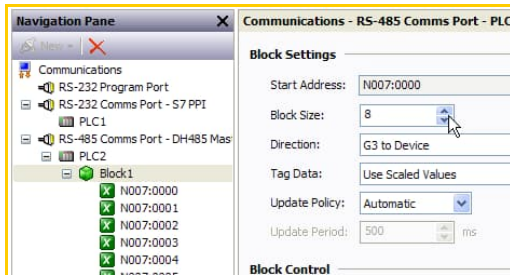 Navigation Pane
New
Communications
RS-232 Program Port
RS-232 Comms Port - S7 PPI
PLC1
RS-485 Comms Port - DH485 Mas
PLC2
Block1
N007:0000
N007:0001
N007:0002
N007:0003
N007:0004
Communications - RS-485 Comms Port - PLC
Block Settings
Start Address: N007:0000
Block Size: 8
Direction: G3 to Device
Tag Data: Use Scaled Values
Update Policy: Automatic
Update Period: 500 ms
Block Control